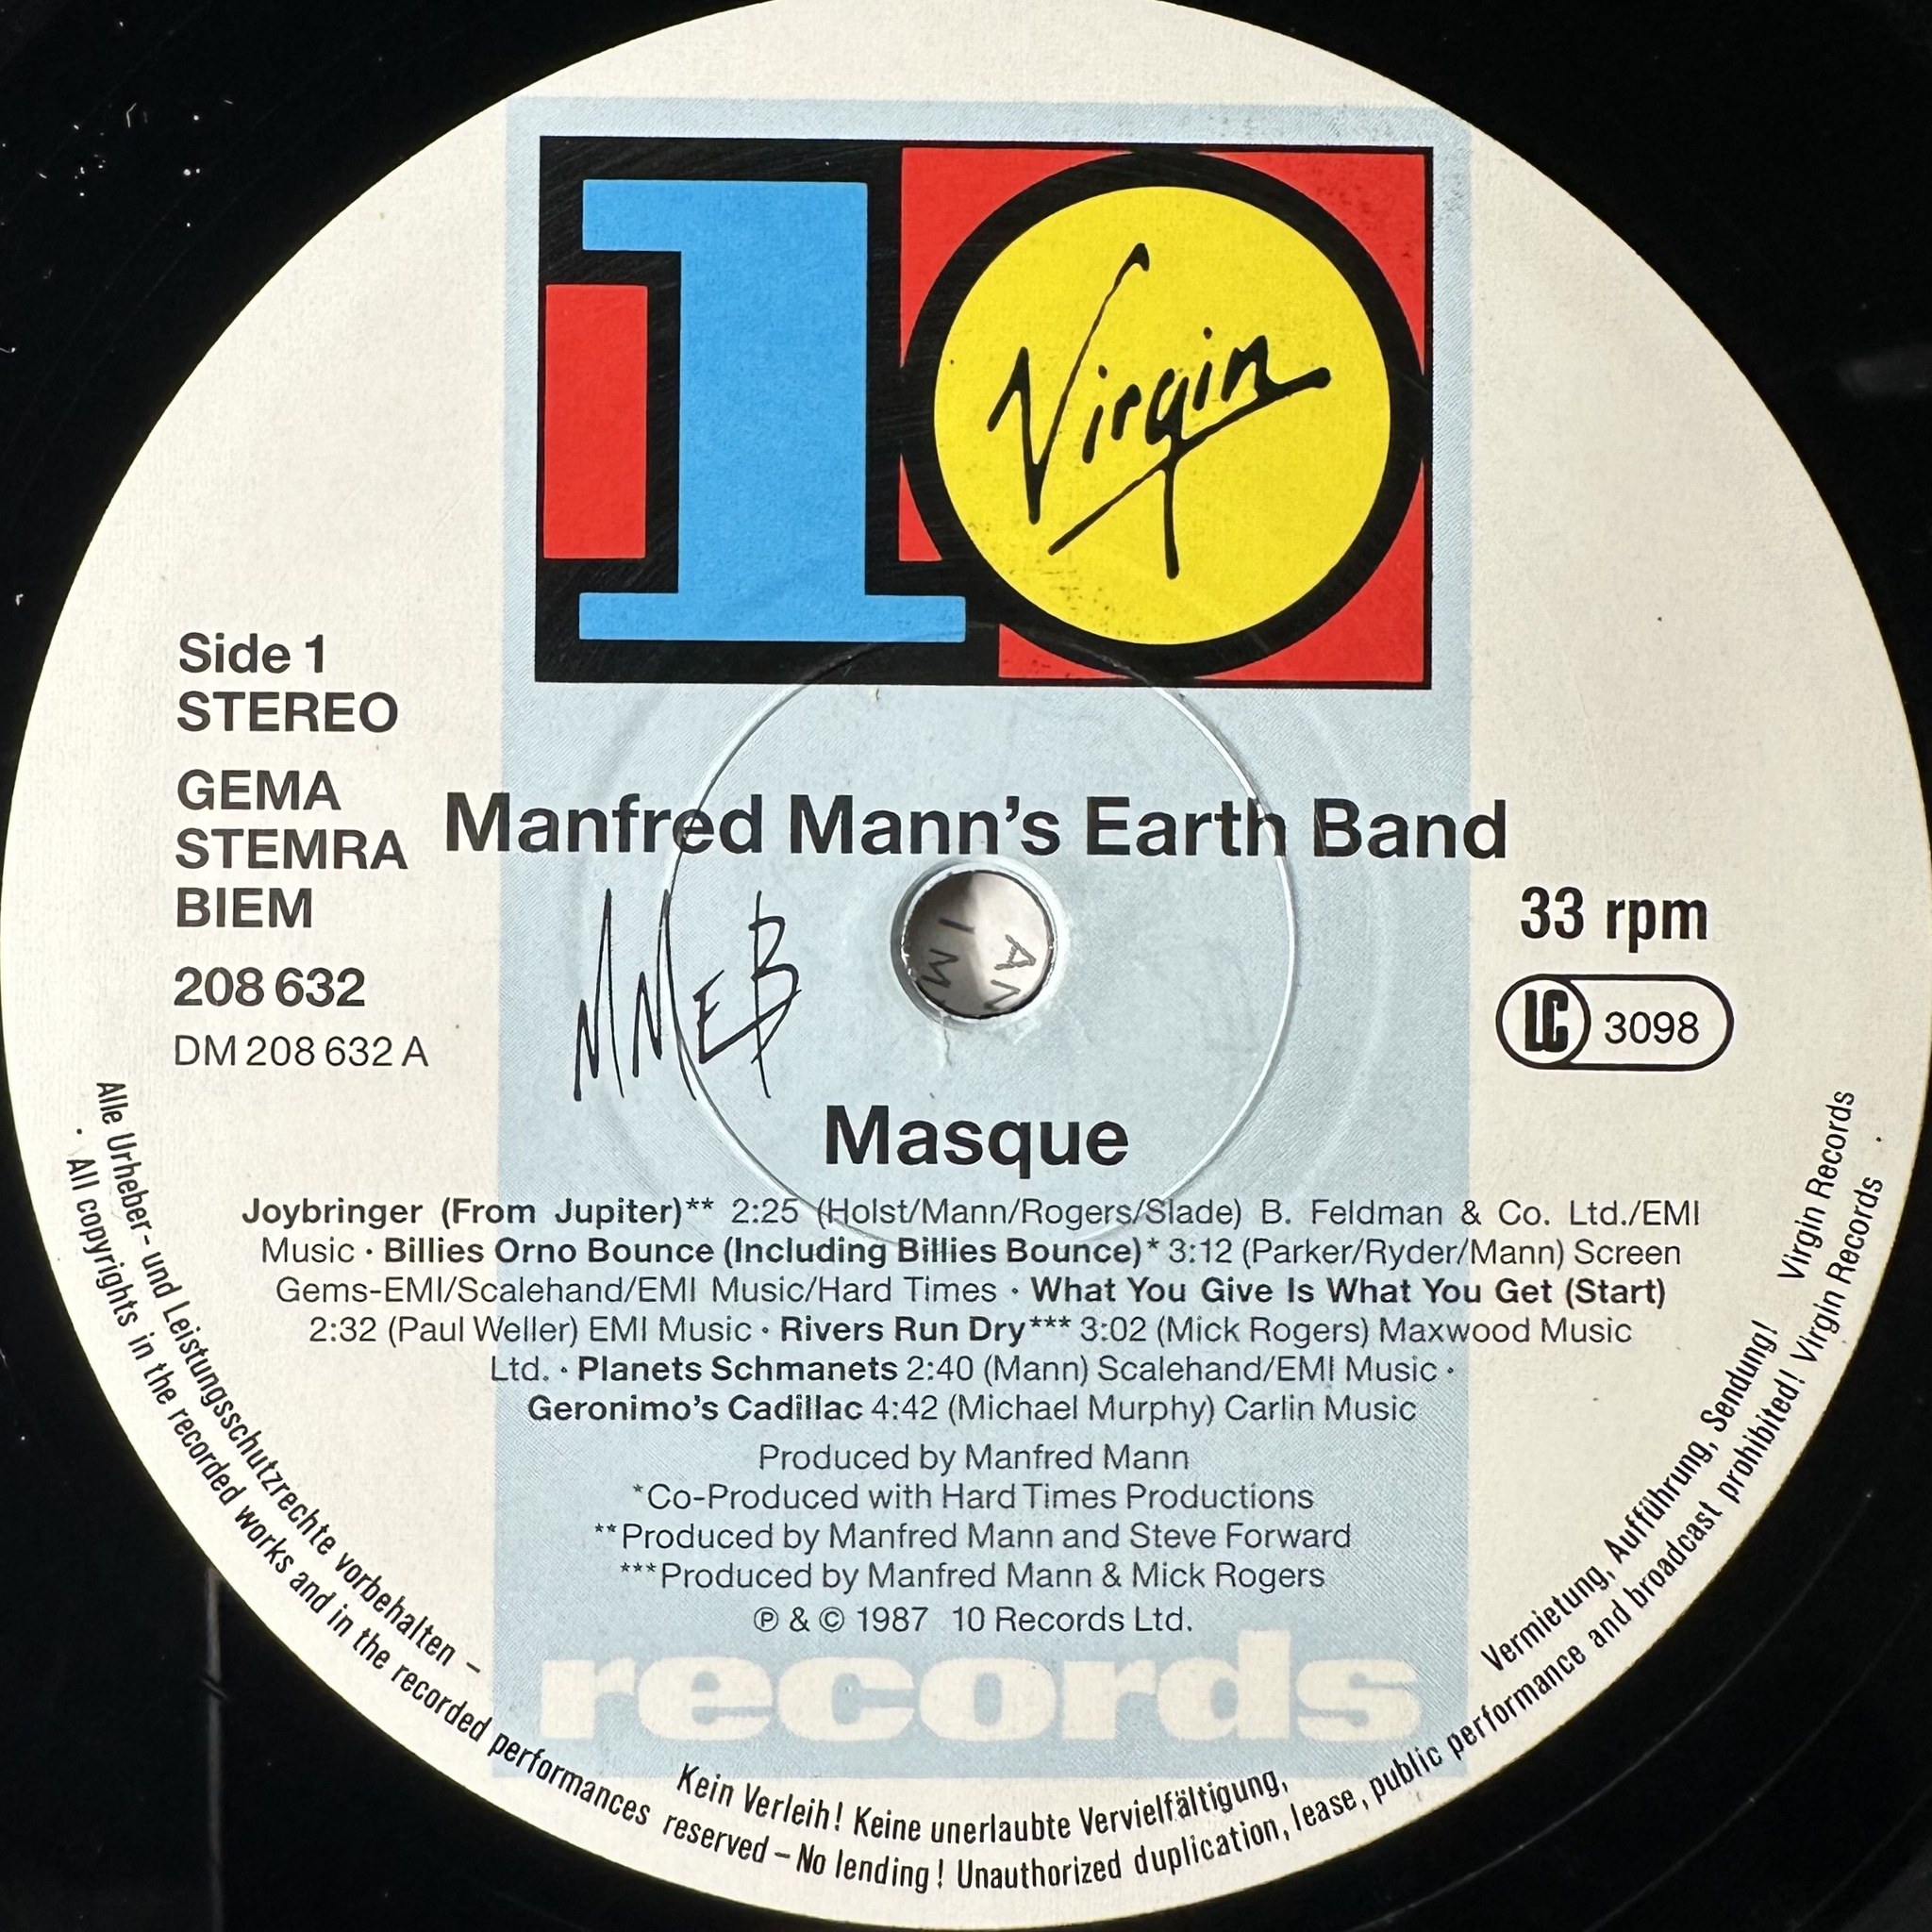 10
Virgin
Side 1
STEREO
GEMA
STEMRA
BIEM
208 632
DM 208 632 A
Manfred Mann's Earth Band
MMEB
33 rpm
LC 3098
Masque
Joybringer (From Jupiter)** 2:25 (Holst/Mann/Rogers/Slade) B. Feldman & Co. Ltd./EMI
Music · Billies Orno Bounce (Including Billies Bounce)* 3:12 (Parker/Ryder/Mann) Screen
Gems-EMI/Scalehand/EMI Music/Hard Times · What You Give Is What You Get (Start)
2:32 (Paul Weller) EMI Music · Rivers Run Dry*** 3:02 (Mick Rogers) Maxwood Music
Ltd. · Planets Schmanets 2:40 (Mann) Scalehand/EMI Music ·
Geronimo's Cadillac 4:42 (Michael Murphy) Carlin Music
Produced by Manfred Mann
*Co-Produced with Hard Times Productions
**Produced by Manfred Mann and Steve Forward
***Produced by Manfred Mann & Mick Rogers
℗ & © 1987 10 Records Ltd.
records
Alle Urheber- und Leistungsschutzrechte vorbehalten – Kein Verleih! Keine unerlaubte Vervielfältigung, Vermietung, Aufführung, Sendung! Virgin Records
· All copyrights in the recorded works and in the recorded performances reserved – No lending! Unauthorized duplication, lease, public performance and broadcast prohibited! Virgin Records ·